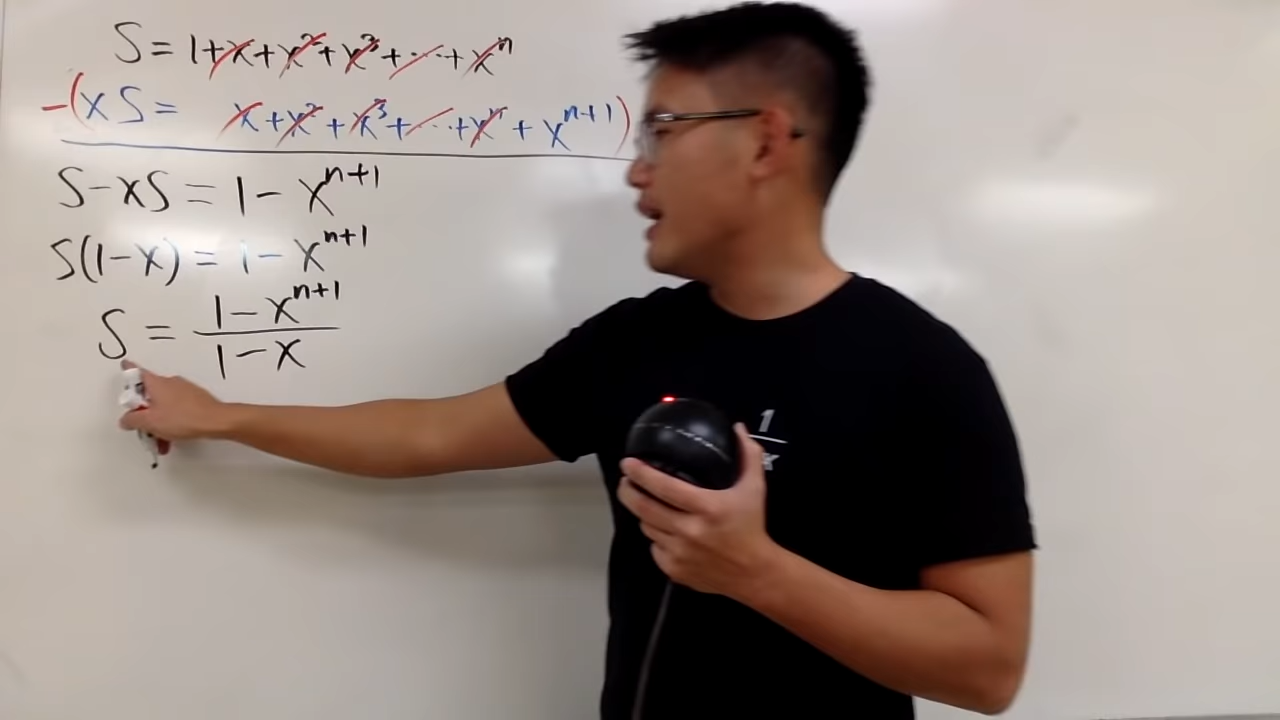 S = 1+x+x²+x³+⋯+xⁿ
-(xS = x+x²+x³+⋯+xⁿ+xⁿ⁺¹)
S-xS = 1-xⁿ⁺¹
S(1-x) = 1-xⁿ⁺¹
S = (1-xⁿ⁺¹)/(1-x)
1